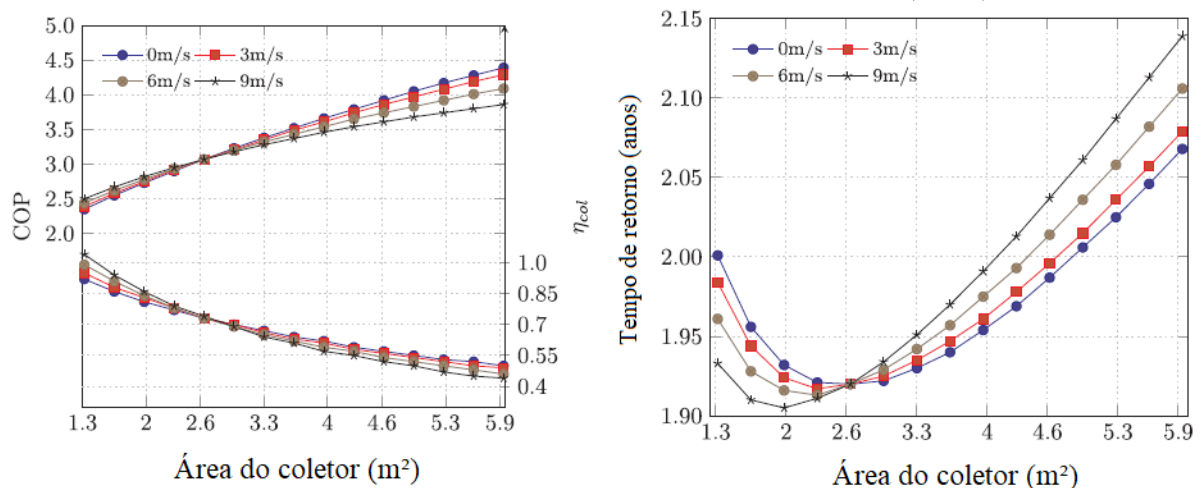 5.0
4.5
4.0
3.5
3.0
2.5
2.0
COP
0m/s 3m/s
6m/s 9m/s
1.0
0.85
0.7
0.55
0.4
η_col
1.3 2 2.6 3.3 4 4.6 5.3 5.9
Área do coletor (m²)
2.15
2.10
2.05
2.00
1.95
1.90
Tempo de retorno (anos)
0m/s 3m/s
6m/s 9m/s
1.3 2 2.6 3.3 4 4.6 5.3 5.9
Área do coletor (m²)